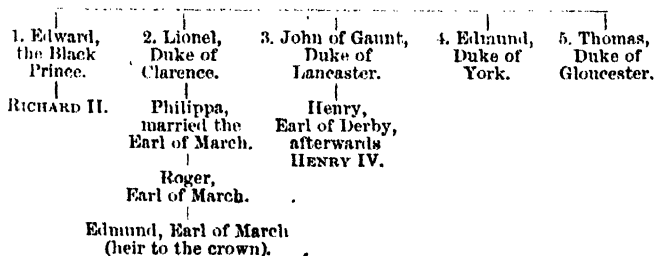 1. Edward,
the Black
Prince.
RICHARD II.
2. Lionel,
Duke of
Clarence.
Philippa,
married the
Earl of March.
Roger,
Earl of March.
Edmund, Earl of March
(heir to the crown).
3. John of Gaunt,
Duke of
Lancaster.
Henry,
Earl of Derby,
afterwards
HENRY IV.
4. Edmund,
Duke of
York.
5. Thomas,
Duke of
Gloucester.